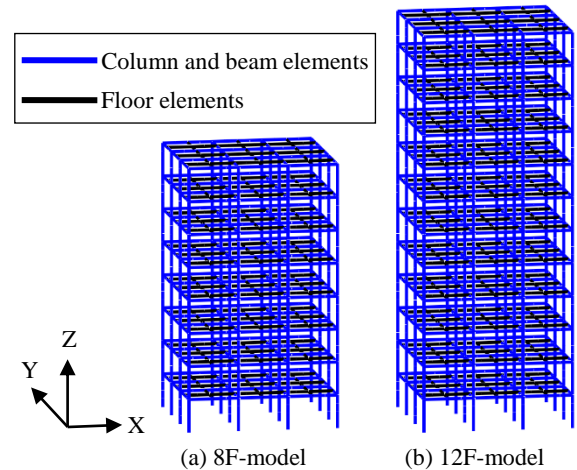 Column and beam elements
Floor elements
Z
Y
X
(a) 8F-model
(b) 12F-model